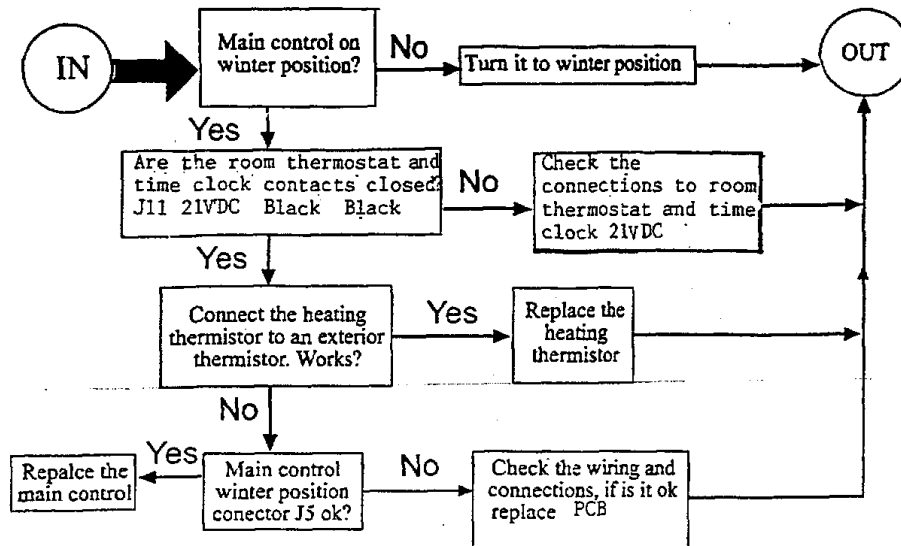 IN
Main control on
winter position?
No
Turn it to winter position
OUT
Yes
Are the room thermostat and
time clock contacts closed?
J11 21VDC Black Black
No
Check the
connections to room
thermostat and time
clock 21VDC
Yes
Connect the heating
thermistor to an exterior
thermistor. Works?
Yes
Replace the
heating
thermistor
No
Repalce the
main control
Yes
Main control
winter position
conector J5 ok?
No
Check the wiring and
connections, if is it ok
replace PCB